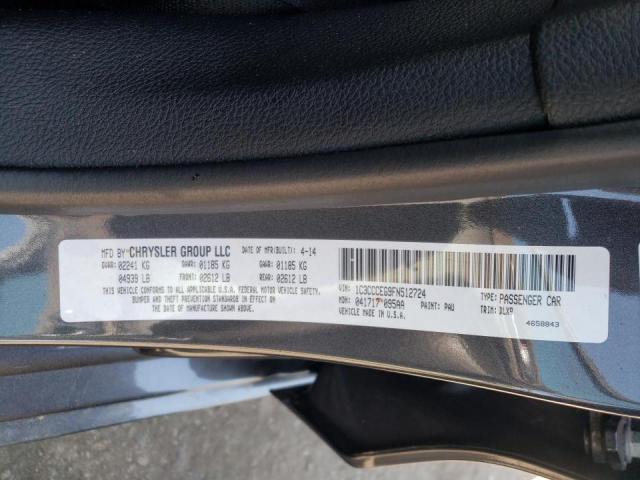 MFD BY CHRYSLER GROUP LLC
DATE OF MFR(BUILT): 4-14
GVWR: 02241 KG GAWR: 01185 KG GAWR: 01185 KG
04939 LB FRONT: 02612 LB REAR: 02612 LB
THIS VEHICLE CONFORMS TO ALL APPLICABLE U.S.A. FEDERAL MOTOR VEHICLE SAFETY,
BUMPER AND THEFT PREVENTION STANDARDS IN EFFECT ON THE
DATE OF MANUFACTURE SHOWN ABOVE.
VIN: 1C3CCCEG9FN512724
TYPE: PASSENGER CAR
MDH: 041717 095AA PAINT: PAU TRIM: DLX9
VEHICLE MADE IN U.S.A.
4658843